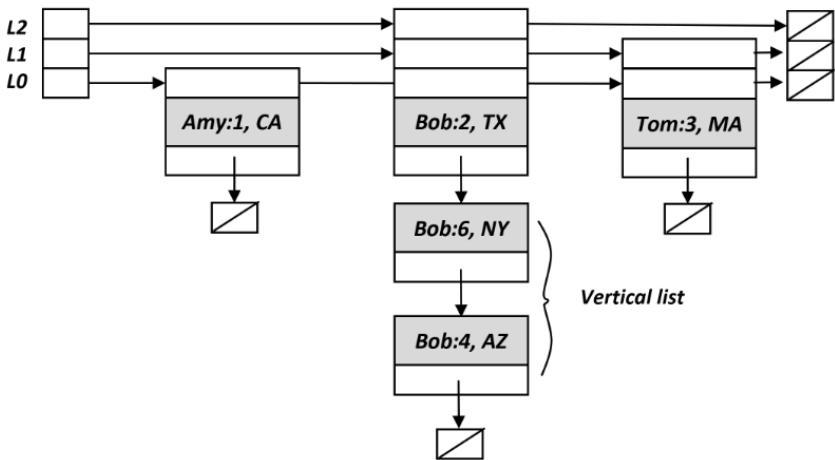 L2
L1
L0
Amy:1, CA
Bob:2, TX
Tom:3, MA
Bob:6, NY
Vertical list
Bob:4, AZ